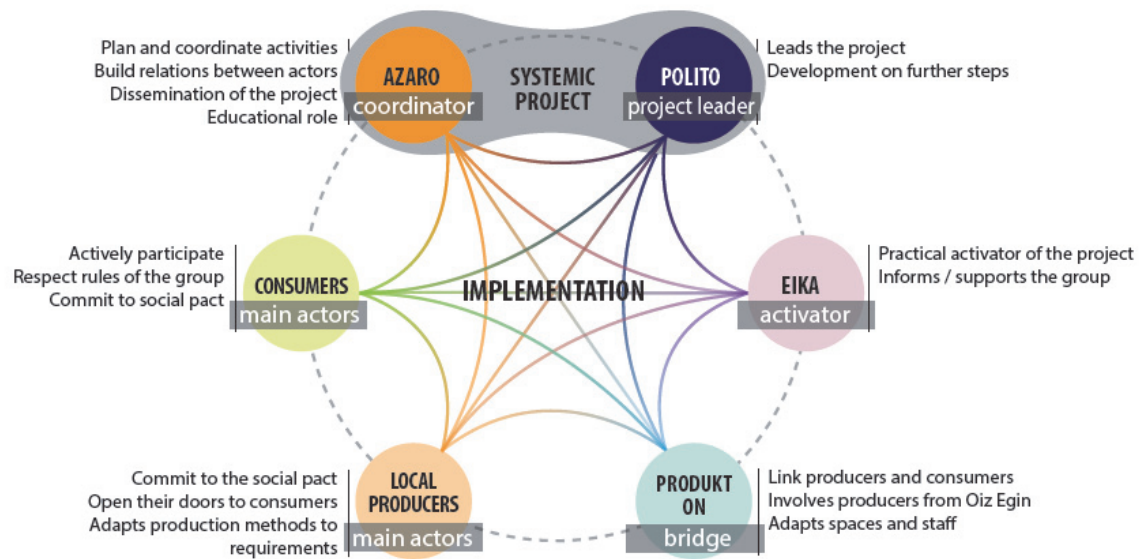 Plan and coordinate activities
Build relations between actors
Dissemination of the project
Educational role
AZARO
coordinator
SYSTEMIC
PROJECT
POLITO
project leader
Leads the project
Development on further steps
Actively participate
Respect rules of the group
Commit to social pact
CONSUMERS
main actors
IMPLEMENTATION
EIKA
activator
Practical activator of the project
Informs / supports the group
Commit to the social pact
Open their doors to consumers
Adapts production methods to
requirements
LOCAL
PRODUCERS
main actors
PRODUKT
ON
bridge
Link producers and consumers
Involves producers from Oiz Egin
Adapts spaces and staff